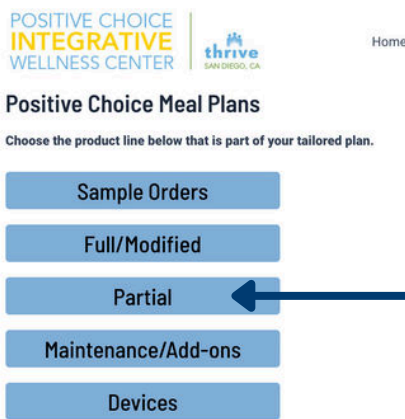 POSITIVE CHOICE
INTEGRATIVE
WELLNESS CENTER
thrive
SAN DIEGO, CA
Home
Positive Choice Meal Plans
Choose the product line below that is part of your tailored plan.
Sample Orders
Full/Modified
Partial
Maintenance/Add-ons
Devices